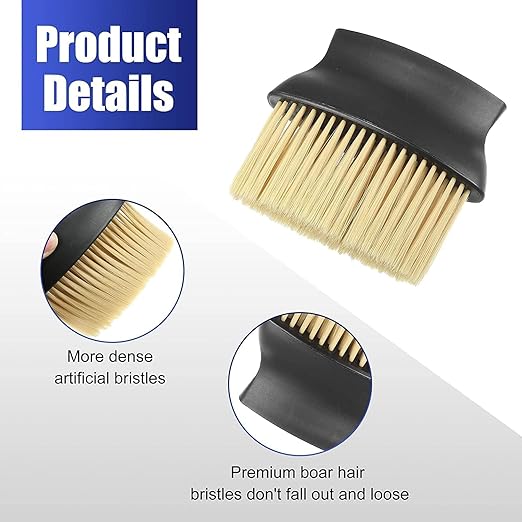 Product
Details
More dense
artificial bristles
Premium boar hair
bristles don't fall out and loose